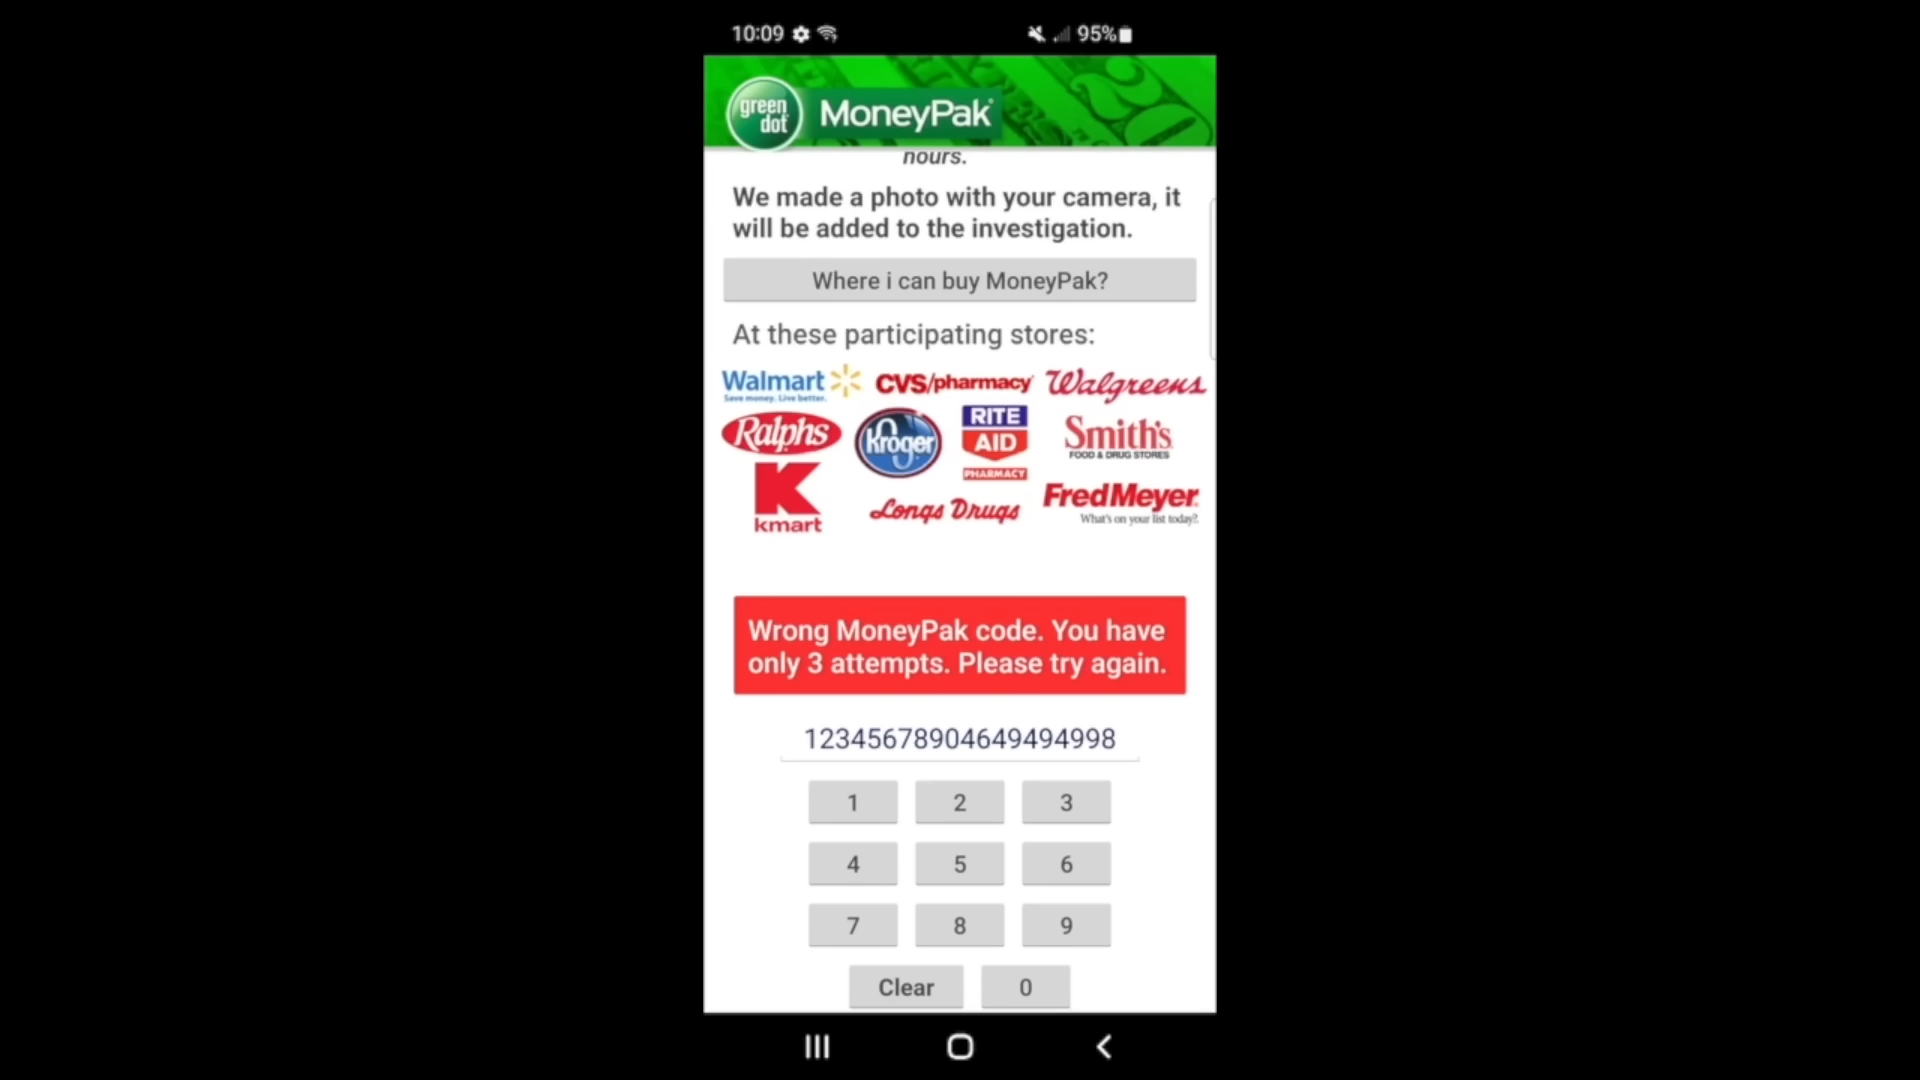 10:09 95%
green dot MoneyPak
20
hours.
We made a photo with your camera, it
will be added to the investigation.
Where i can buy MoneyPak?
At these participating stores:
Walmart CVS/pharmacy Walgreens
Save money. Live better.
Ralphs Kroger RITE AID PHARMACY Smith's
FOOD & DRUG STORES
K kmart Longs Drugs Fred Meyer
What's on your list today?
Wrong MoneyPak code. You have
only 3 attempts. Please try again.
12345678904649494998
1 2 3
4 5 6
7 8 9
Clear 0